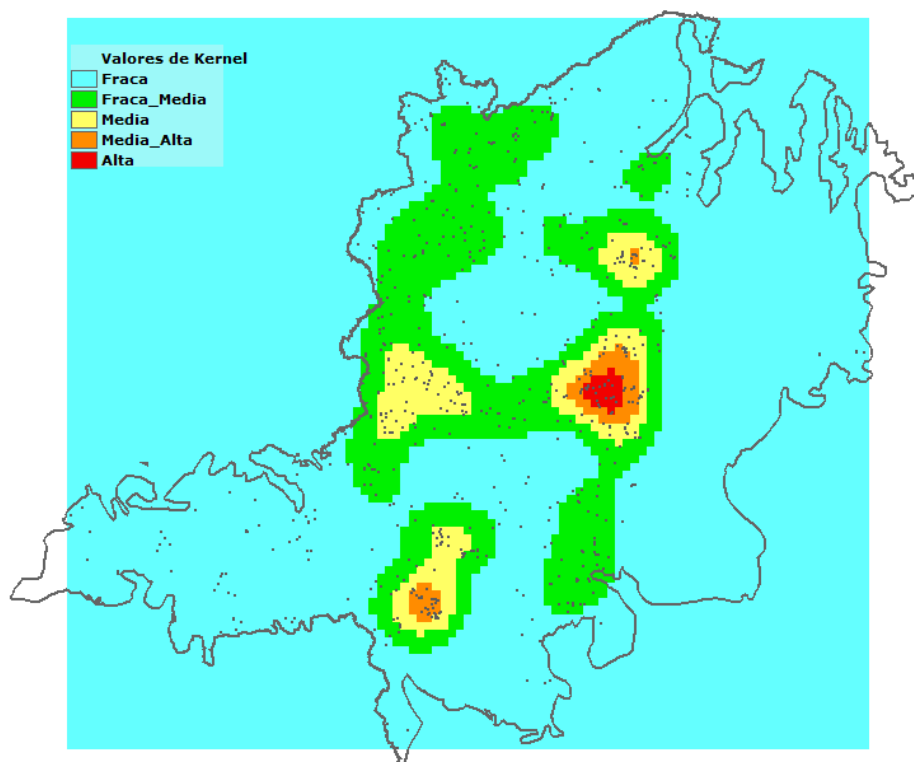 Valores de Kernel
Fraca
Fraca_Media
Media
Media_Alta
Alta